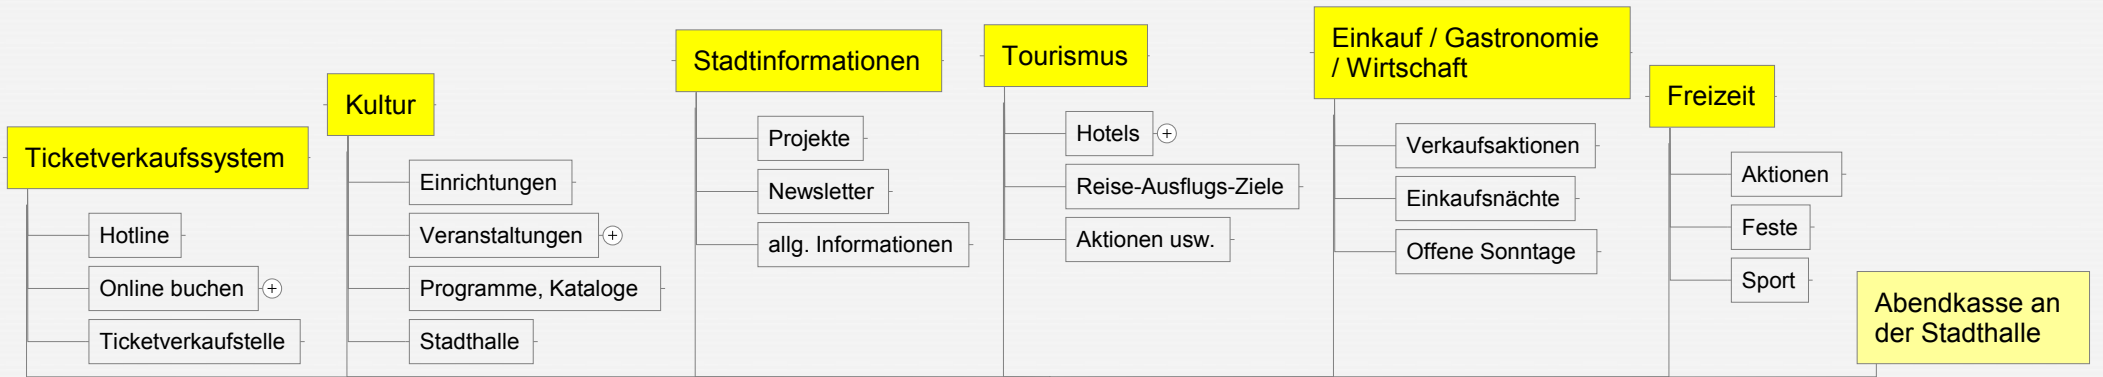 Ticketverkaufssystem
Hotline
Online buchen
Ticketverkaufstelle
Kultur
Einrichtungen
Veranstaltungen
Programme, Kataloge
Stadthalle
Stadtinformationen
Projekte
Newsletter
allg. Informationen
Tourismus
Hotels
Reise-Ausflugs-Ziele
Aktionen usw.
Einkauf / Gastronomie
/ Wirtschaft
Verkaufsaktionen
Einkaufsnächte
Offene Sonntage
Freizeit
Aktionen
Feste
Sport
Abendkasse an
der Stadthalle